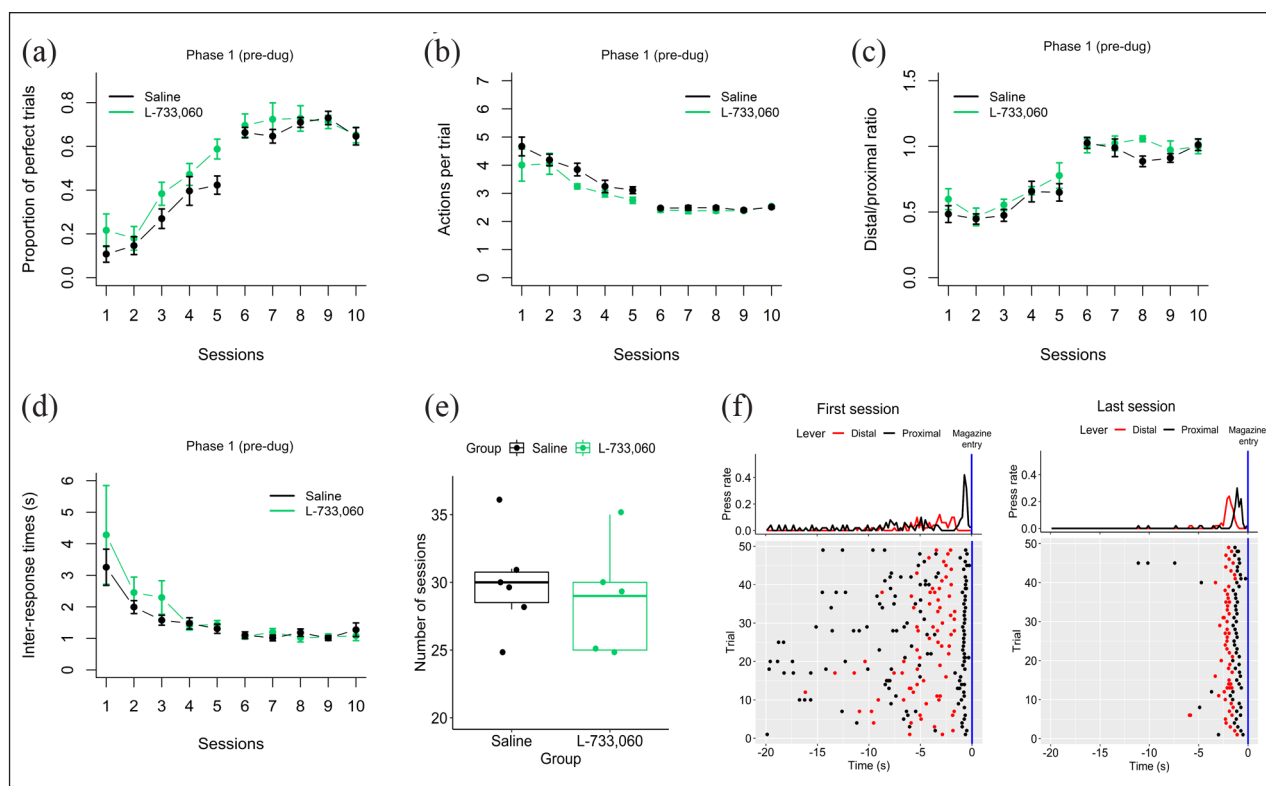 (a)
Phase 1 (pre-dug)
Saline
L-733,060
Proportion of perfect trials
0.0 0.2 0.4 0.6 0.8
1 2 3 4 5 6 7 8 9 10
Sessions
(b)
Phase 1 (pre-dug)
Saline
L-733,060
Actions per trial
0 1 2 3 4 5 6 7
1 2 3 4 5 6 7 8 9 10
Sessions
(c)
Phase 1 (pre-dug)
Saline
L-733,060
Distal/proximal ratio
0.0 0.5 1.0 1.5
1 2 3 4 5 6 7 8 9 10
Sessions
(d)
Phase 1 (pre-dug)
Saline
L-733,060
Inter-response times (s)
0 1 2 3 4 5 6
1 2 3 4 5 6 7 8 9 10
Sessions
(e)
Group Saline L-733,060
Number of sessions
20 25 30 35
Saline L-733,060
Group
(f)
First session
Lever Distal Proximal
Magazine
entry
Press rate
0.0 0.2 0.4
Trial
0 10 20 30 40 50
-20 -15 -10 -5 0
Time (s)
Last session
Lever Distal Proximal
Magazine
entry
Press rate
0.0 0.2 0.4
Trial
0 10 20 30 40 50
-20 -15 -10 -5 0
Time (s)